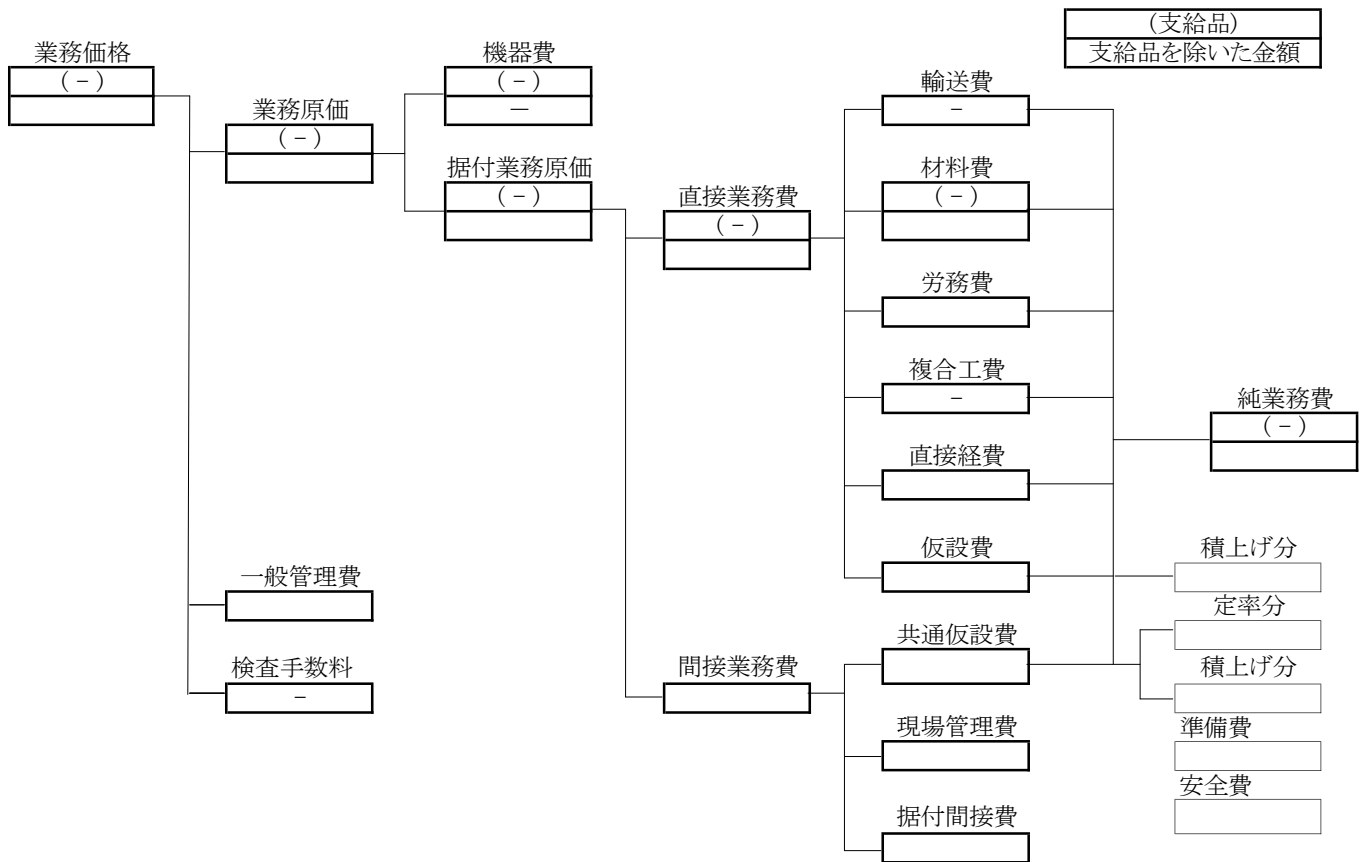 (支給品)
支給品を除いた金額
業務価格
(-)
業務原価
(-)
機器費
(-)
—
据付業務原価
(-)
直接業務費
(-)
輸送費
-
材料費
(-)
労務費
複合工費
-
直接経費
仮設費
純業務費
(-)
積上げ分
定率分
積上げ分
準備費
安全費
一般管理費
検査手数料
-
間接業務費
共通仮設費
現場管理費
据付間接費